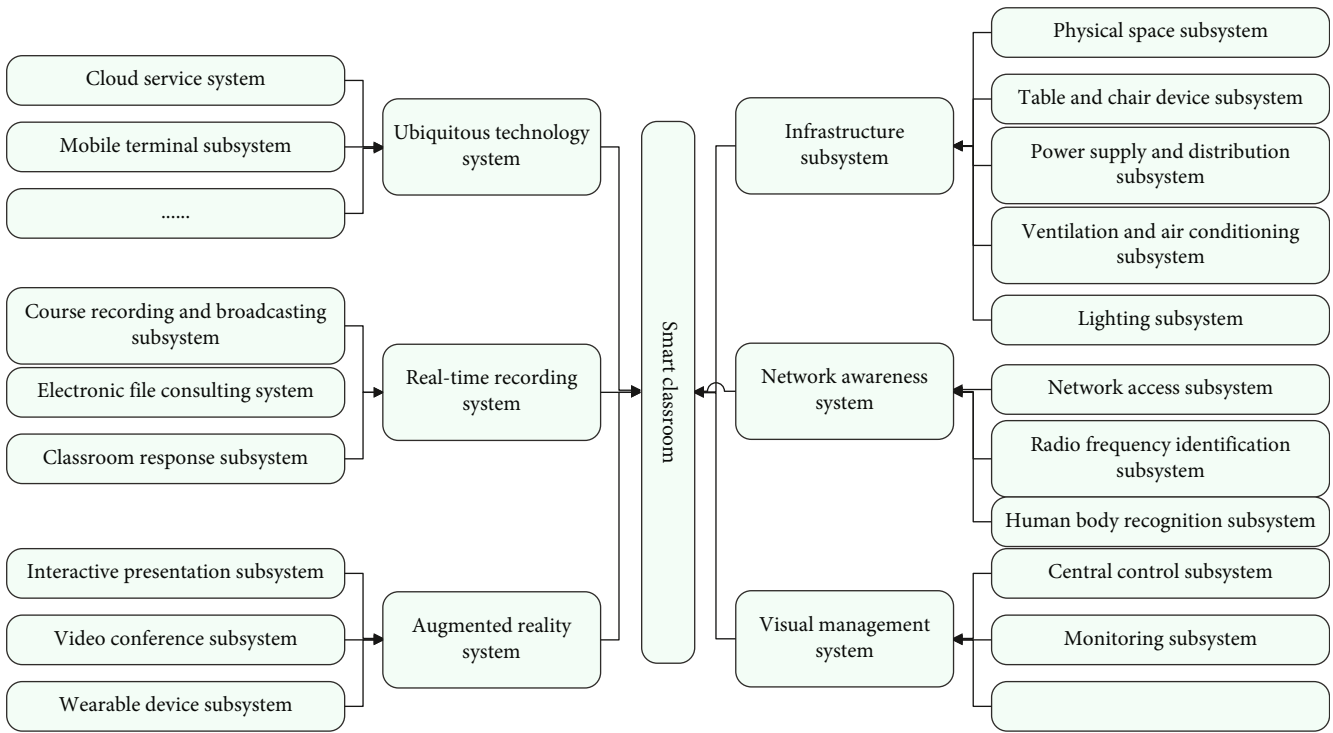 Cloud service system
Mobile terminal subsystem
......
Ubiquitous technology
system
Course recording and broadcasting
subsystem
Electronic file consulting system
Classroom response subsystem
Real-time recording
system
Interactive presentation subsystem
Video conference subsystem
Wearable device subsystem
Augmented reality
system
Smart classroom
Infrastructure
subsystem
Physical space subsystem
Table and chair device subsystem
Power supply and distribution
subsystem
Ventilation and air conditioning
subsystem
Lighting subsystem
Network awareness
system
Network access subsystem
Radio frequency identification
subsystem
Human body recognition subsystem
Visual management
system
Central control subsystem
Monitoring subsystem